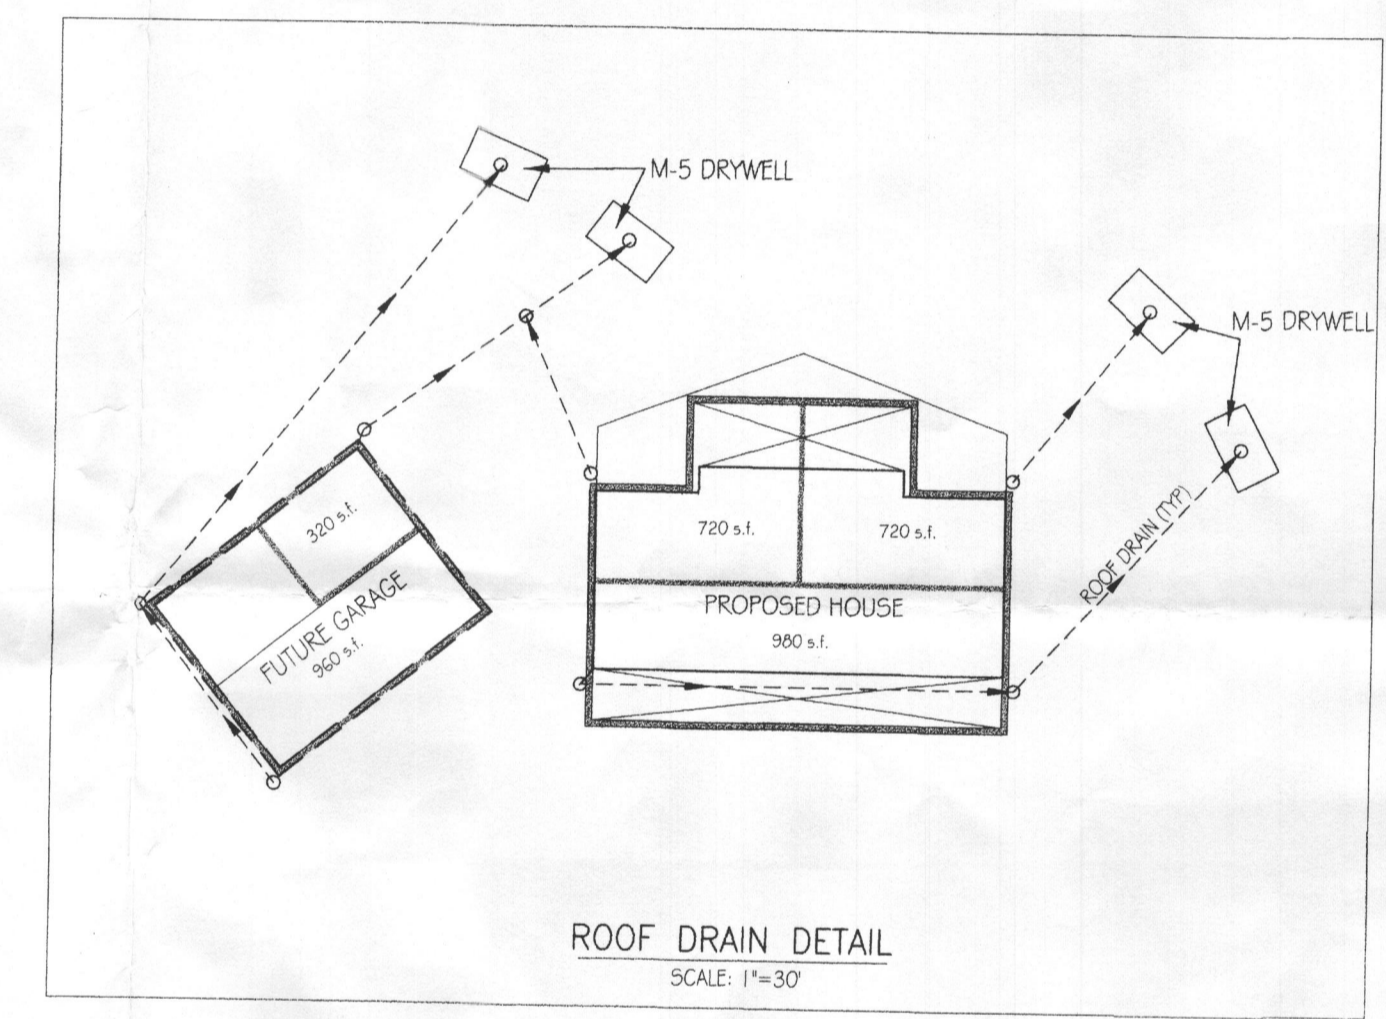 M-5 DRYWELL
M-5 DRYWELL
320 s.f.
720 s.f.
720 s.f.
ROOF DRAIN (TYP)
FUTURE GARAGE
960 s.f.
PROPOSED HOUSE
980 s.f.
ROOF DRAIN DETAIL
SCALE: 1"=30'